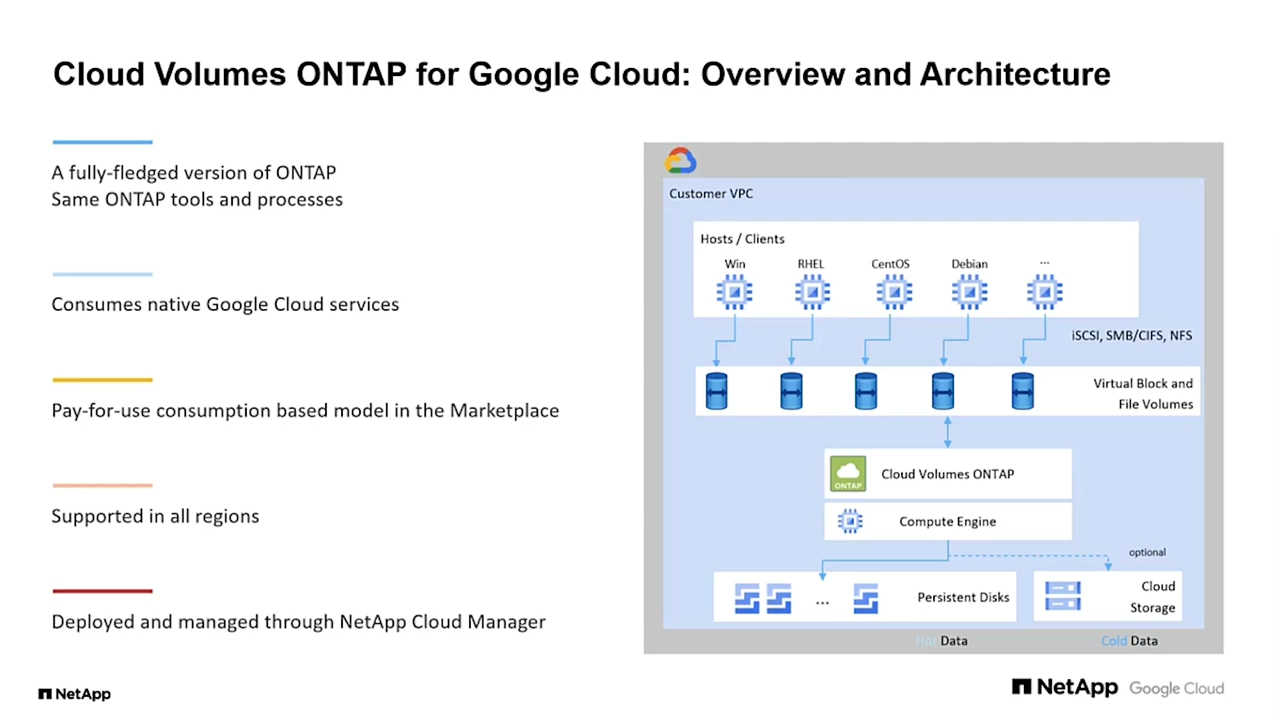 Cloud Volumes ONTAP for Google Cloud: Overview and Architecture
A fully-fledged version of ONTAP
Same ONTAP tools and processes
Consumes native Google Cloud services
Pay-for-use consumption based model in the Marketplace
Supported in all regions
Deployed and managed through NetApp Cloud Manager
Customer VPC
Hosts / Clients
Win RHEL CentOS Debian ...
iSCSI, SMB/CIFS, NFS
Virtual Block and
File Volumes
ONTAP
Cloud Volumes ONTAP
Compute Engine
optional
... Persistent Disks
Cloud
Storage
Hot Data
Cold Data
NetApp
NetApp Google Cloud